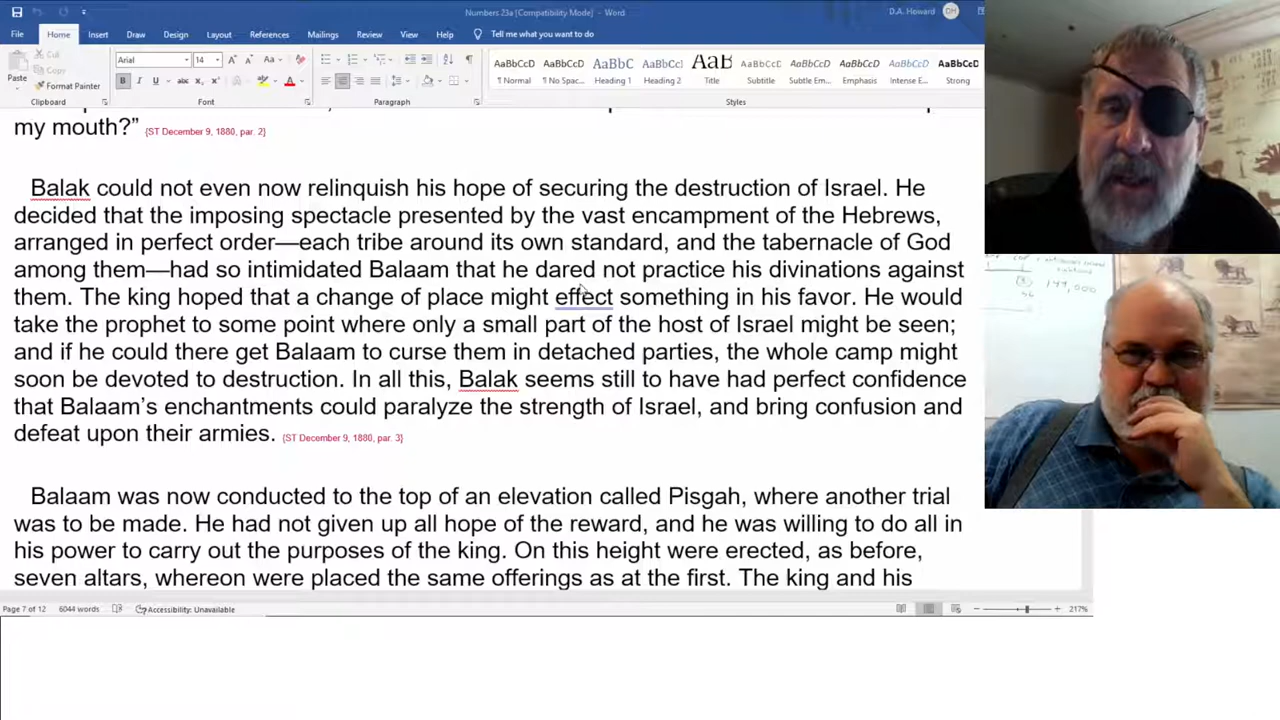 Numbers 23a [Compatibility Mode] - Word
D.A. Howard
DH
File Home Insert Draw Design Layout References Mailings Review View Help Tell me what you want to do
Cut
Copy
Format Painter
Paste
Arial 14
AaBbCcD AaBbCcD AaBbC AaBbCcD AaB AaBbCcD AaBbCcD AaBbCcD AaBbCcD AaBbCcD
¶ Normal ¶ No Spac... Heading 1 Heading 2 Title Subtitle Subtle Em... Emphasis Intense E... Strong
Clipboard Font Paragraph Styles
my mouth?” {ST December 9, 1880, par. 2}
Balak could not even now relinquish his hope of securing the destruction of Israel. He
decided that the imposing spectacle presented by the vast encampment of the Hebrews,
arranged in perfect order—each tribe around its own standard, and the tabernacle of God
among them—had so intimidated Balaam that he dared not practice his divinations against
them. The king hoped that a change of place might effect something in his favor. He would
take the prophet to some point where only a small part of the host of Israel might be seen;
and if he could there get Balaam to curse them in detached parties, the whole camp might
soon be devoted to destruction. In all this, Balak seems still to have had perfect confidence
that Balaam’s enchantments could paralyze the strength of Israel, and bring confusion and
defeat upon their armies. {ST December 9, 1880, par. 3}
Balaam was now conducted to the top of an elevation called Pisgah, where another trial
was to be made. He had not given up all hope of the reward, and he was willing to do all in
his power to carry out the purposes of the king. On this height were erected, as before,
seven altars, whereon were placed the same offerings as at the first. The king and his
Page 7 of 12 6044 words Accessibility: Unavailable 217%
144,000